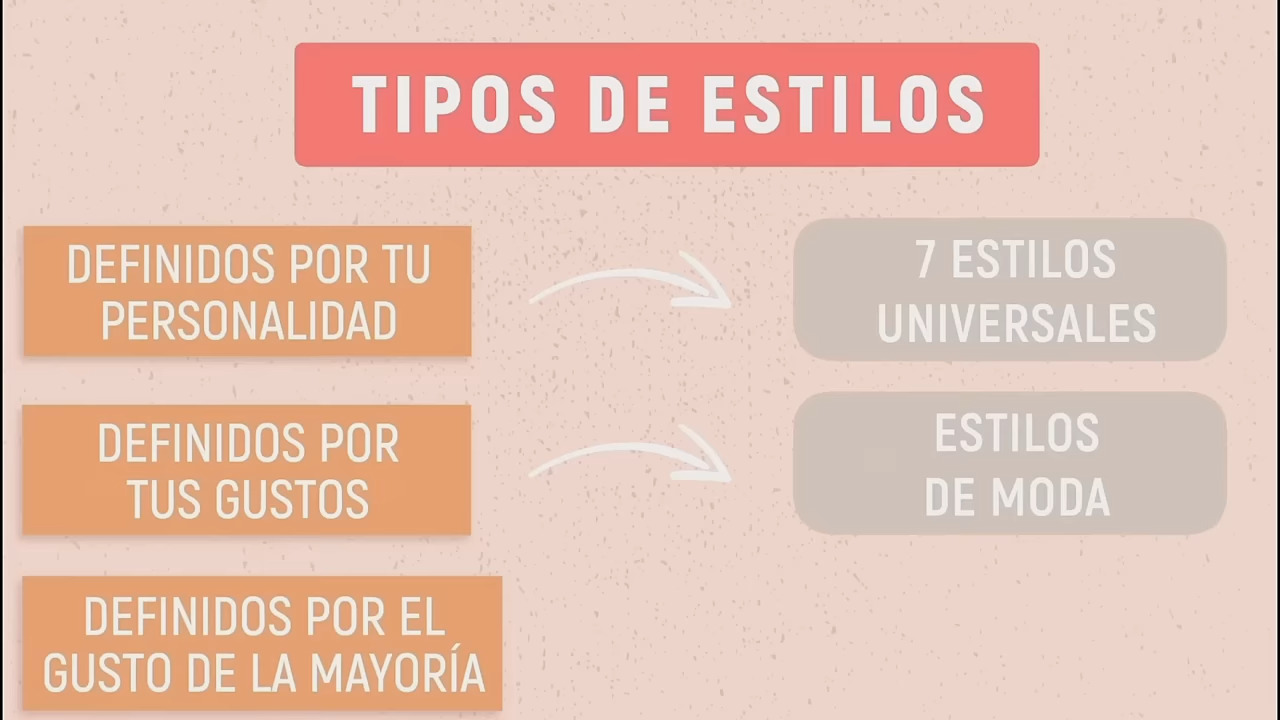 TIPOS DE ESTILOS
DEFINIDOS POR TU
PERSONALIDAD
7 ESTILOS
UNIVERSALES
DEFINIDOS POR
TUS GUSTOS
ESTILOS
DE MODA
DEFINIDOS POR EL
GUSTO DE LA MAYORÍA